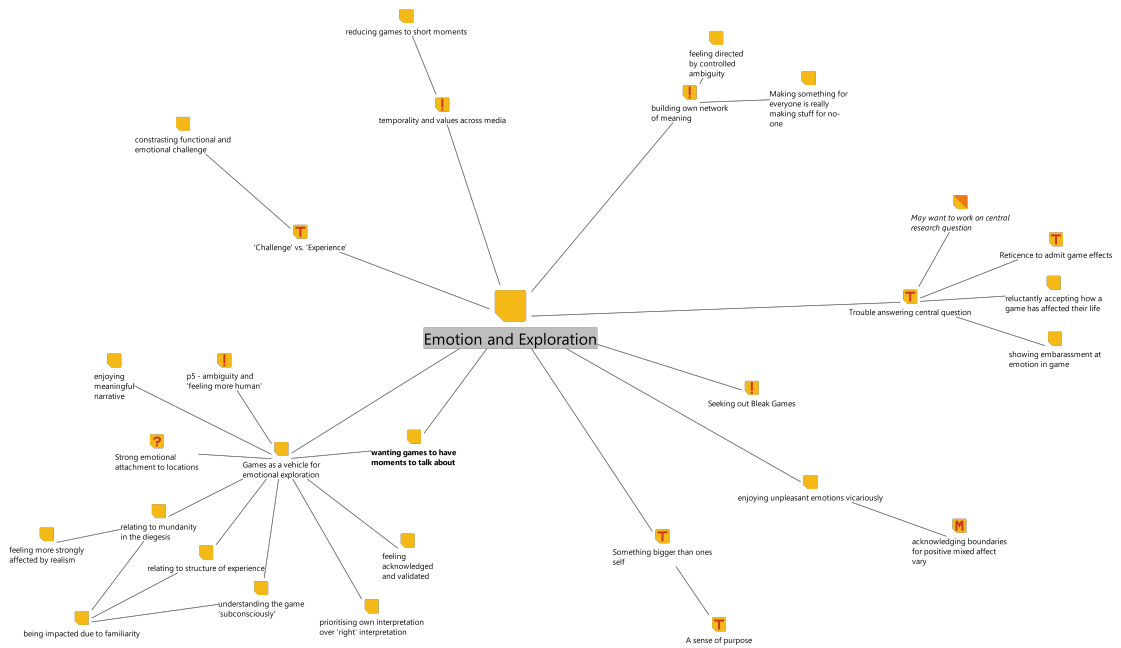 reducing games to short moments
feeling directed
by controlled
ambiguity
!
Making something for
everyone is really
making stuff for no-
one
!
temporality and values across media
building own network
of meaning
constrasting functional and
emotional challenge
T
'Challenge' vs. 'Experience'
May want to work on central
research question
T
Reticence to admit game effects
reluctantly accepting how a
game has affected their life
T
Trouble answering central question
showing embarassment at
emotion in game
Emotion and Exploration
enjoying
meaningful
narrative
!
p5 - ambiguity and
'feeling more human'
!
Seeking out Bleak Games
?
Strong emotional
attachment to locations
Games as a vehicle for
emotional exploration
wanting games to have
moments to talk about
enjoying unpleasant emotions vicariously
M
acknowledging boundaries
for positive mixed affect
vary
relating to mundanity
in the diegesis
feeling more strongly
affected by realism
relating to structure of experience
feeling
acknowledged
and validated
T
Something bigger than ones
self
understanding the game
'subconsciously'
prioritising own interpretation
over 'right' interpretation
being impacted due to familiarity
T
A sense of purpose